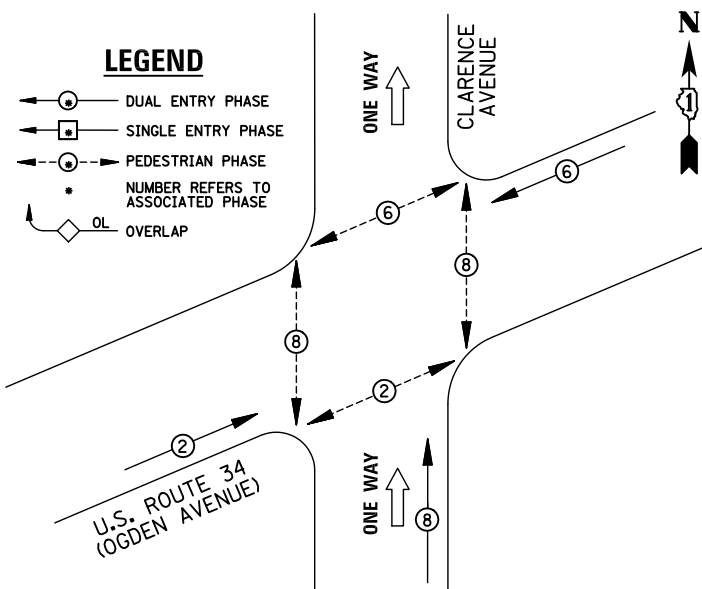 LEGEND
* DUAL ENTRY PHASE
* SINGLE ENTRY PHASE
* PEDESTRIAN PHASE
* NUMBER REFERS TO
ASSOCIATED PHASE
OL OVERLAP
ONE WAY
CLARENCE
AVENUE
N
1
6
6
8
8
2
2
U.S. ROUTE 34
(OGDEN AVENUE)
ONE WAY
8